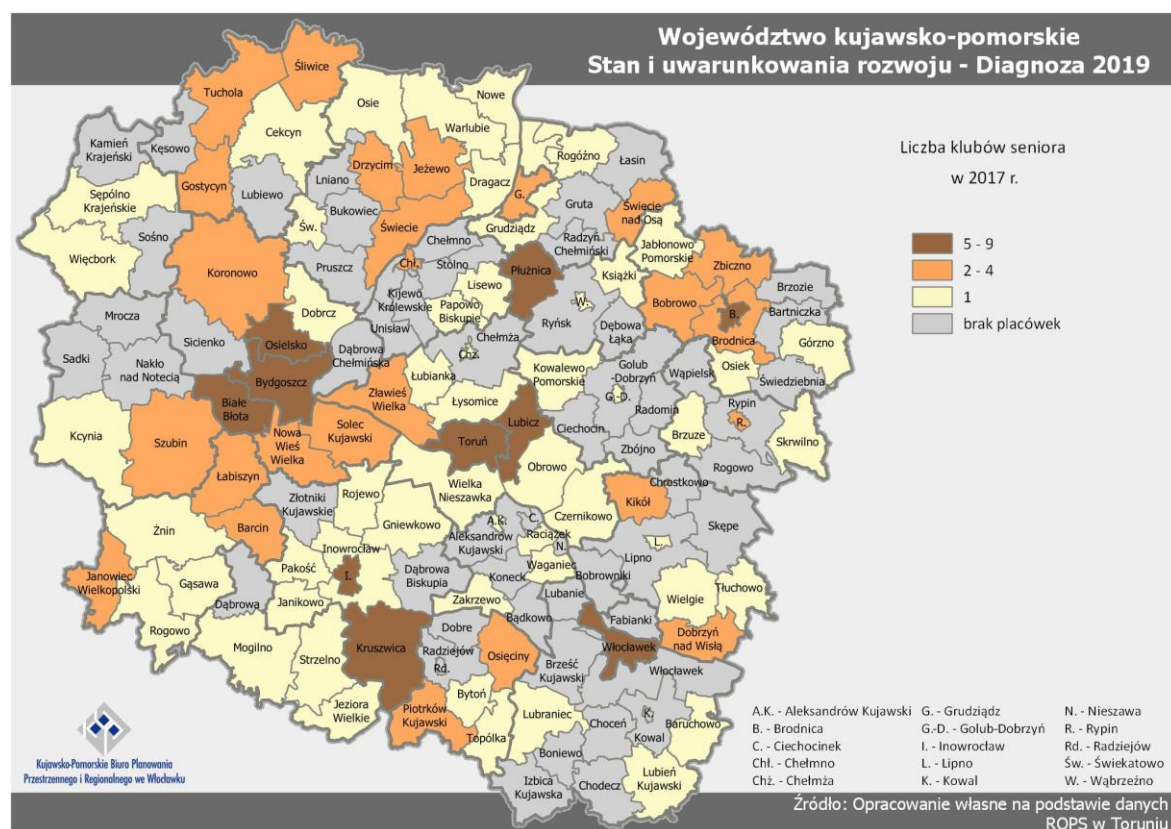 Województwo kujawsko-pomorskie
Stan i uwarunkowania rozwoju - Diagnoza 2019
Liczba klubów seniora
w 2017 r.
5 - 9
2 - 4
1
brak placówek
Śliwice
Tuchola
Nowe
Osie
Warlubie
Cekcyn
Kamień
Krajeński
Kęsowo
Rogóźno
Łasin
Drzycim
Jeżewo
Gostycyn
Lubiewo
Lniano
Dragacz
G.
Sępólno
Krajeńskie
Bukowiec
Gruta
Święcie
nad Osą
Św.
Świecie
Grudziądz
Sośno
Chełmno
Radzyń
Chełmiński
Jabłonowo
Pomorskie
Więcbork
Koronowo
Pruszcz
Chł.
Stolno
Płużnica
Książki
Zbiczno
Lisewo
Kijewo
Królewskie
Papowo
Biskupie
W.
Bobrowo
Brzozie
Mrocza
Dobrcz
Unisław
Ryńsk
Dębowa
Łąka
B.
Bartniczka
Sicienko
Osielsko
Dąbrowa
Chełmińska
Chełmża
Chż.
Brodnica
Górzno
Sadki
Nakło
nad Notecią
Bydgoszcz
Łubianka
Kowalewo
Pomorskie
Golub
-Dobrzyń
Wąpielsk
Osiek
Świedziebnia
Białe
Błota
Zławieś
Wielka
Łysomice
G.-D.
Radomin
Rypin
R.
Kcynia
Szubin
Nowa
Wieś
Wielka
Solec
Kujawski
Toruń
Lubicz
Ciechocin
Zbójno
Brzuze
Skrwilno
Łabiszyn
Wielka
Nieszawka
Obrowo
Rogowo
Złotniki
Kujawskie
Rojewo
Czernikowo
Kikół
Chrostkowo
Żnin
Barcin
Gniewkowo
A.K.
C.
Aleksandrów
Kujawski
Raciążek
N.
Skępe
Inowrocław
Waganiec
Lipno
L.
Janowiec
Wielkopolski
Gąsawa
Pakość
I.
Dąbrowa
Biskupia
Koneck
Bobrowniki
Dąbrowa
Janikowo
Zakrzewo
Lubanie
Wielgie
Tłuchowo
Rogowo
Bądkowo
Fabianki
Mogilno
Strzelno
Kruszwica
Dobre
Radziejów
Rd.
Osięciny
Włocławek
Dobrzyń
nad Wisłą
Brześć
Kujawski
Włocławek
Jeziora
Wielkie
Piotrków
Kujawski
Bytoń
Lubraniec
Choceń
K.
Kowal
Baruchowo
Topólka
Boniewo
Izbica
Kujawska
Chodecz
Lubień
Kujawski
A.K. - Aleksandrów Kujawski
B. - Brodnica
C. - Ciechocinek
Chł. - Chełmno
Chż. - Chełmża
G. - Grudziądz
G.-D. - Golub-Dobrzyń
I. - Inowrocław
L. - Lipno
K. - Kowal
N. - Nieszawa
R. - Rypin
Rd. - Radziejów
Św. - Świekatowo
W. - Wąbrzeźno
Kujawsko-Pomorskie Biuro Planowania
Przestrzennego i Regionalnego we Włocławku
Źródło: Opracowanie własne na podstawie danych
ROPS w Toruniu